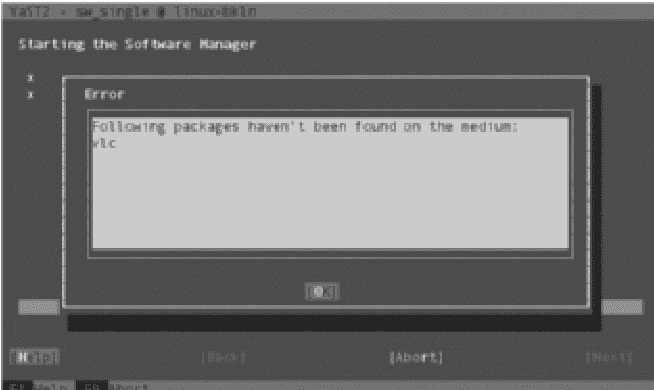 YaST2 - sw_single @ linux-bkln
Starting the Software Manager
x
x
Error
Following packages haven't been found on the medium:
vlc
[OK]
[Help] [Back] [Abort] [Next]
F1 Help F9 Abort